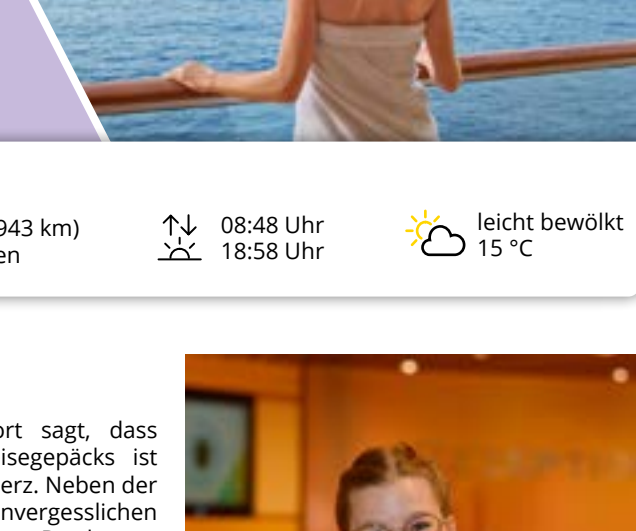 943 km)
en
08:48 Uhr
18:58 Uhr
leicht bewölkt
15 °C
ort sagt, dass
isegepäcks ist
erz. Neben der
nvergesslichen